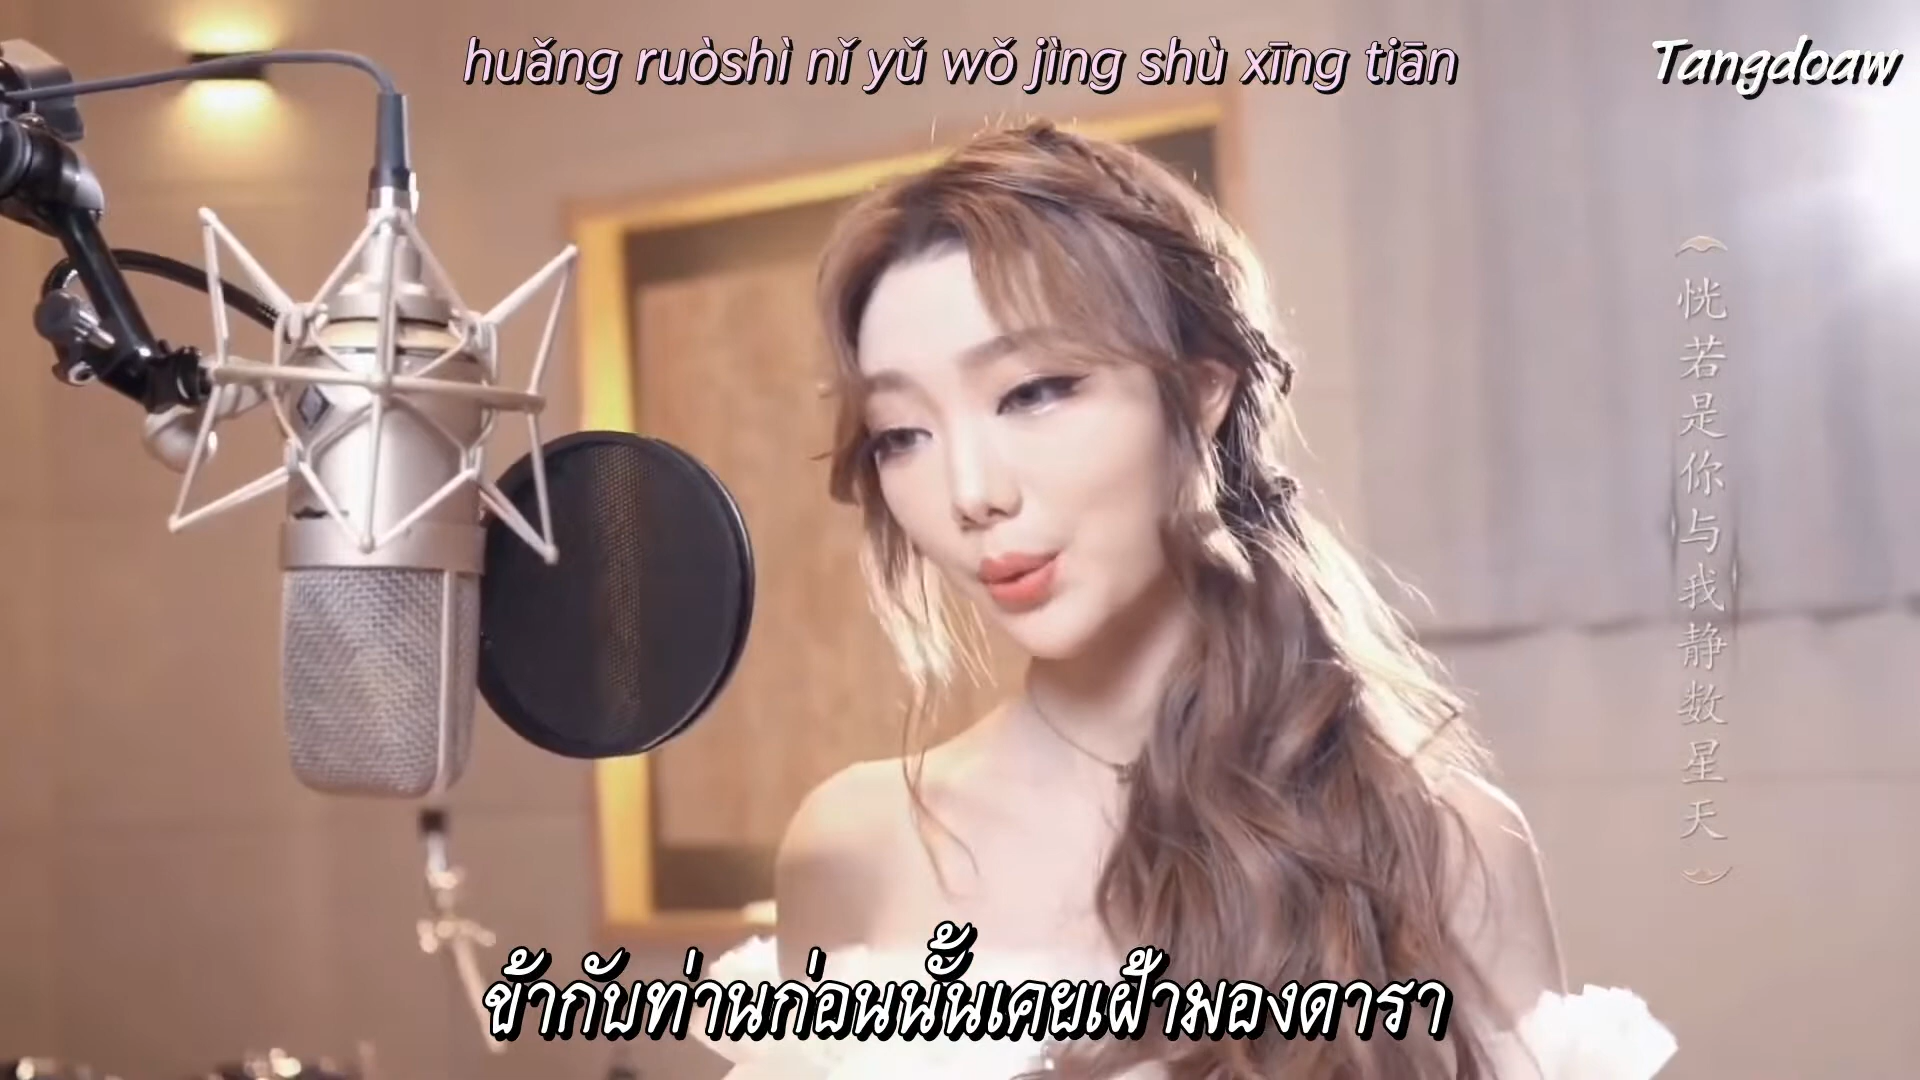 huǎng ruòshì nǐ yǔ wǒ jìng shù xīng tiān
Tangdoaw
恍若是你与我静数星天
ข้ากับท่านก่อนนั้นเคยเฝ้ามองดารา